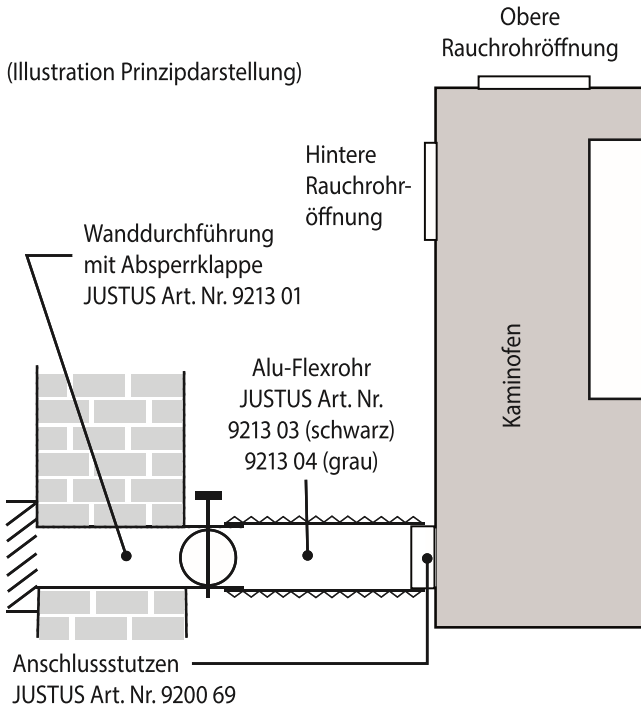 Obere
Rauchrohröffnung
(Illustration Prinzipdarstellung)
Hintere
Rauchrohr-
öffnung
Wanddurchführung
mit Absperrklappe
JUSTUS Art. Nr. 9213 01
Alu-Flexrohr
JUSTUS Art. Nr.
9213 03 (schwarz)
9213 04 (grau)
Kaminofen
Anschlussstutzen
JUSTUS Art. Nr. 9200 69